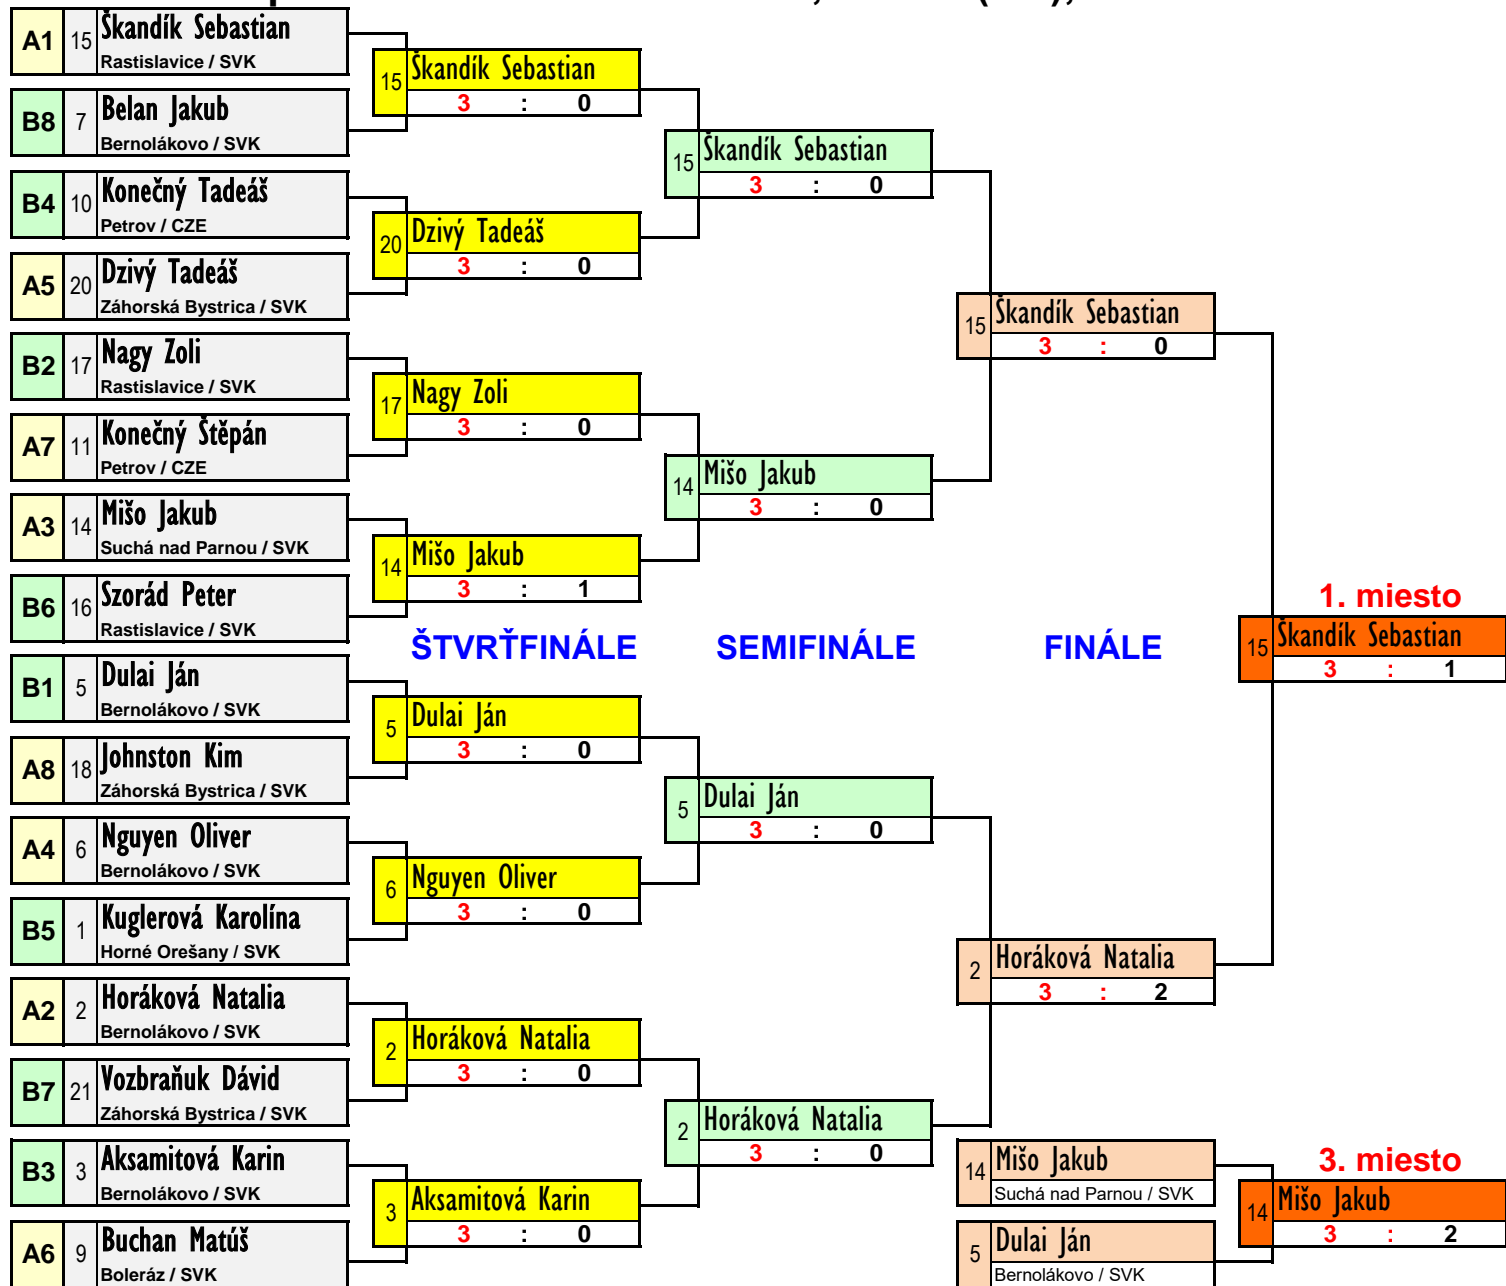 A1 15 Škandík Sebastian
Rastislavice / SVK
B8 7 Belan Jakub
Bernolákovo / SVK
B4 10 Konečný Tadeáš
Petrov / CZE
A5 20 Dzivý Tadeáš
Záhorská Bystrica / SVK
B2 17 Nagy Zoli
Rastislavice / SVK
A7 11 Konečný Štěpán
Petrov / CZE
A3 14 Mišo Jakub
Suchá nad Parnou / SVK
B6 16 Szorád Peter
Rastislavice / SVK
B1 5 Dulai Ján
Bernolákovo / SVK
A8 18 Johnston Kim
Záhorská Bystrica / SVK
A4 6 Nguyen Oliver
Bernolákovo / SVK
B5 1 Kuglerová Karolína
Horné Orešany / SVK
A2 2 Horáková Natalia
Bernolákovo / SVK
B7 21 Vozbraňuk Dávid
Záhorská Bystrica / SVK
B3 3 Aksamitová Karin
Bernolákovo / SVK
A6 9 Buchan Matúš
Boleráz / SVK
15 Škandík Sebastian
3 : 0
20 Dzivý Tadeáš
3 : 0
17 Nagy Zoli
3 : 0
14 Mišo Jakub
3 : 1
ŠTVRŤFINÁLE
5 Dulai Ján
3 : 0
6 Nguyen Oliver
3 : 0
2 Horáková Natalia
3 : 0
3 Aksamitová Karin
3 : 0
15 Škandík Sebastian
3 : 0
14 Mišo Jakub
3 : 0
SEMIFINÁLE
5 Dulai Ján
3 : 0
2 Horáková Natalia
3 : 0
15 Škandík Sebastian
3 : 0
FINÁLE
2 Horáková Natalia
3 : 2
14 Mišo Jakub
Suchá nad Parnou / SVK
5 Dulai Ján
Bernolákovo / SVK
1. miesto
15 Škandík Sebastian
3 : 1
3. miesto
14 Mišo Jakub
3 : 2